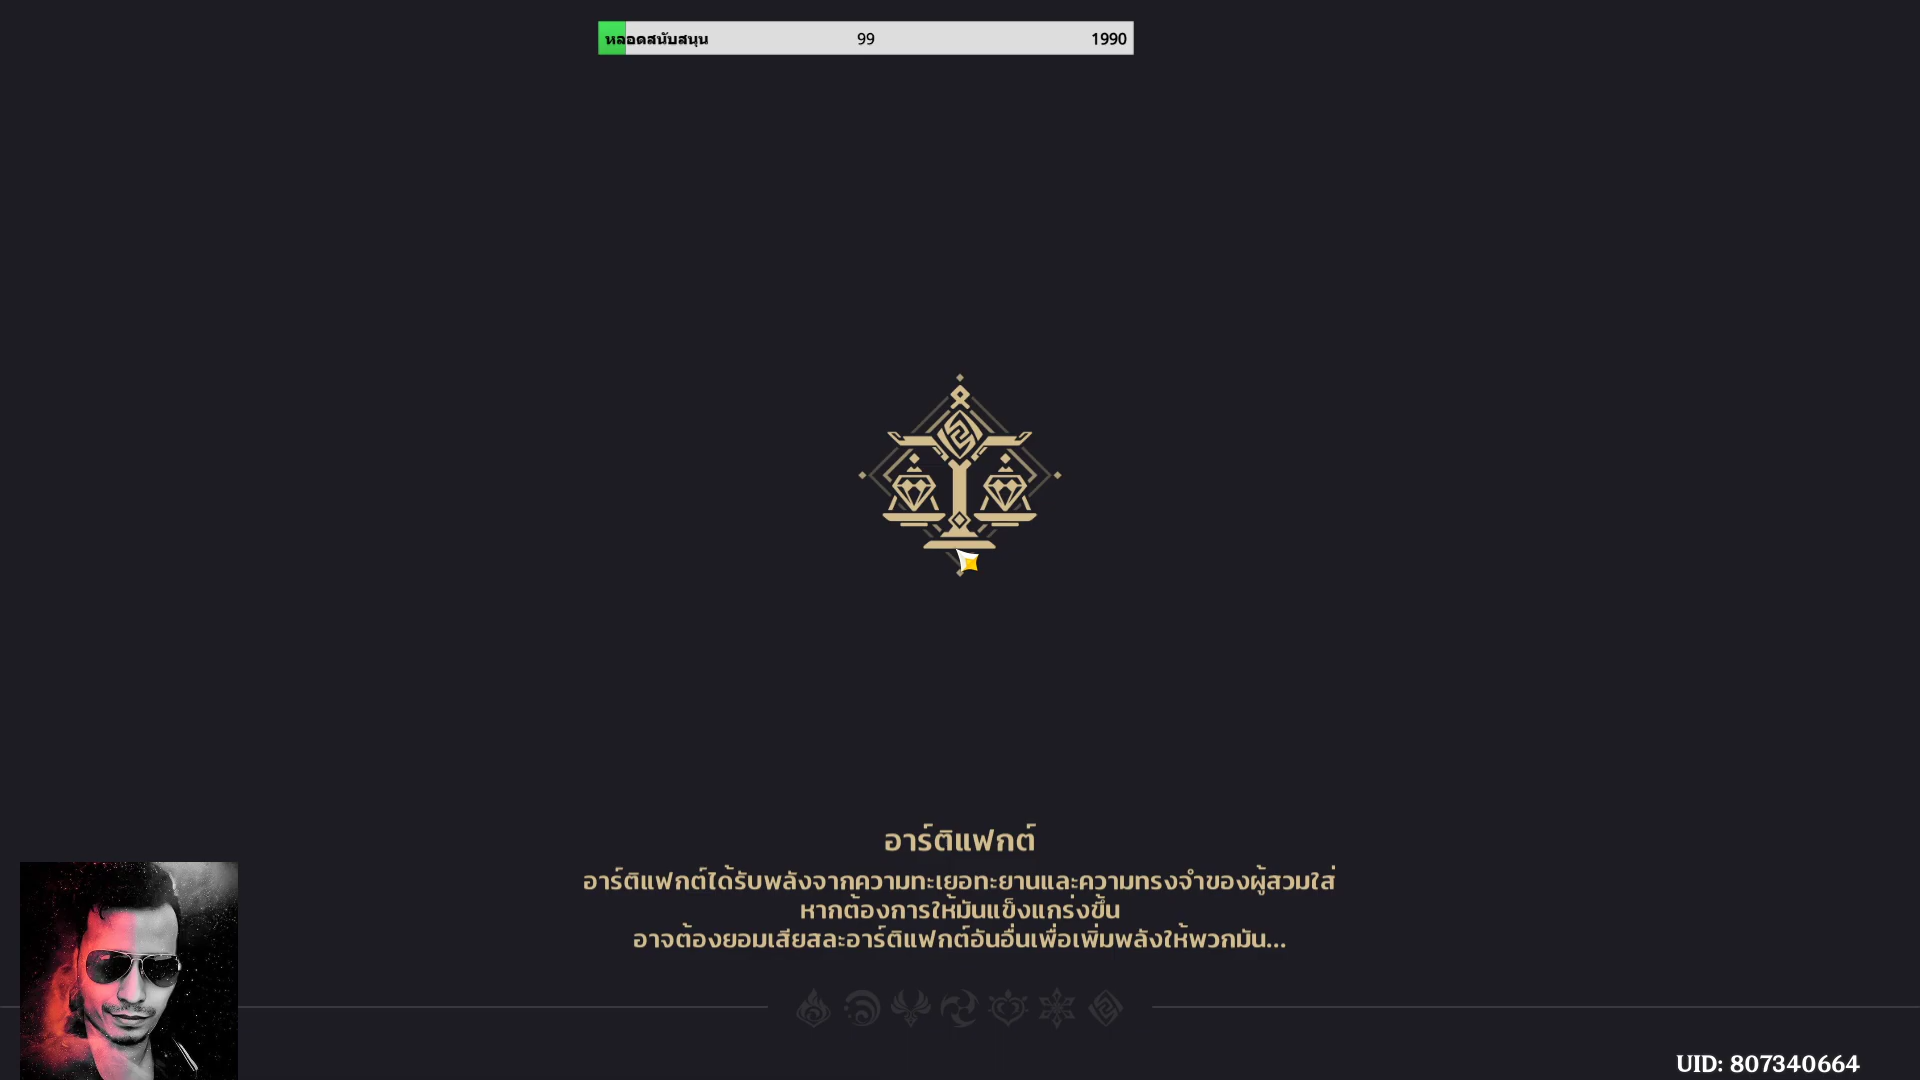 หลอดสนับสนุน 99 1990
อาร์ติแฟกต์
อาร์ติแฟกต์ได้รับพลังจากความทะเยอทะยานและความทรงจำของผู้สวมใส่
หากต้องการให้มันแข็งแกร่งขึ้น
อาจต้องยอมเสียสละอาร์ติแฟกต์อันอื่นเพื่อเพิ่มพลังให้พวกมัน...
UID: 807340664